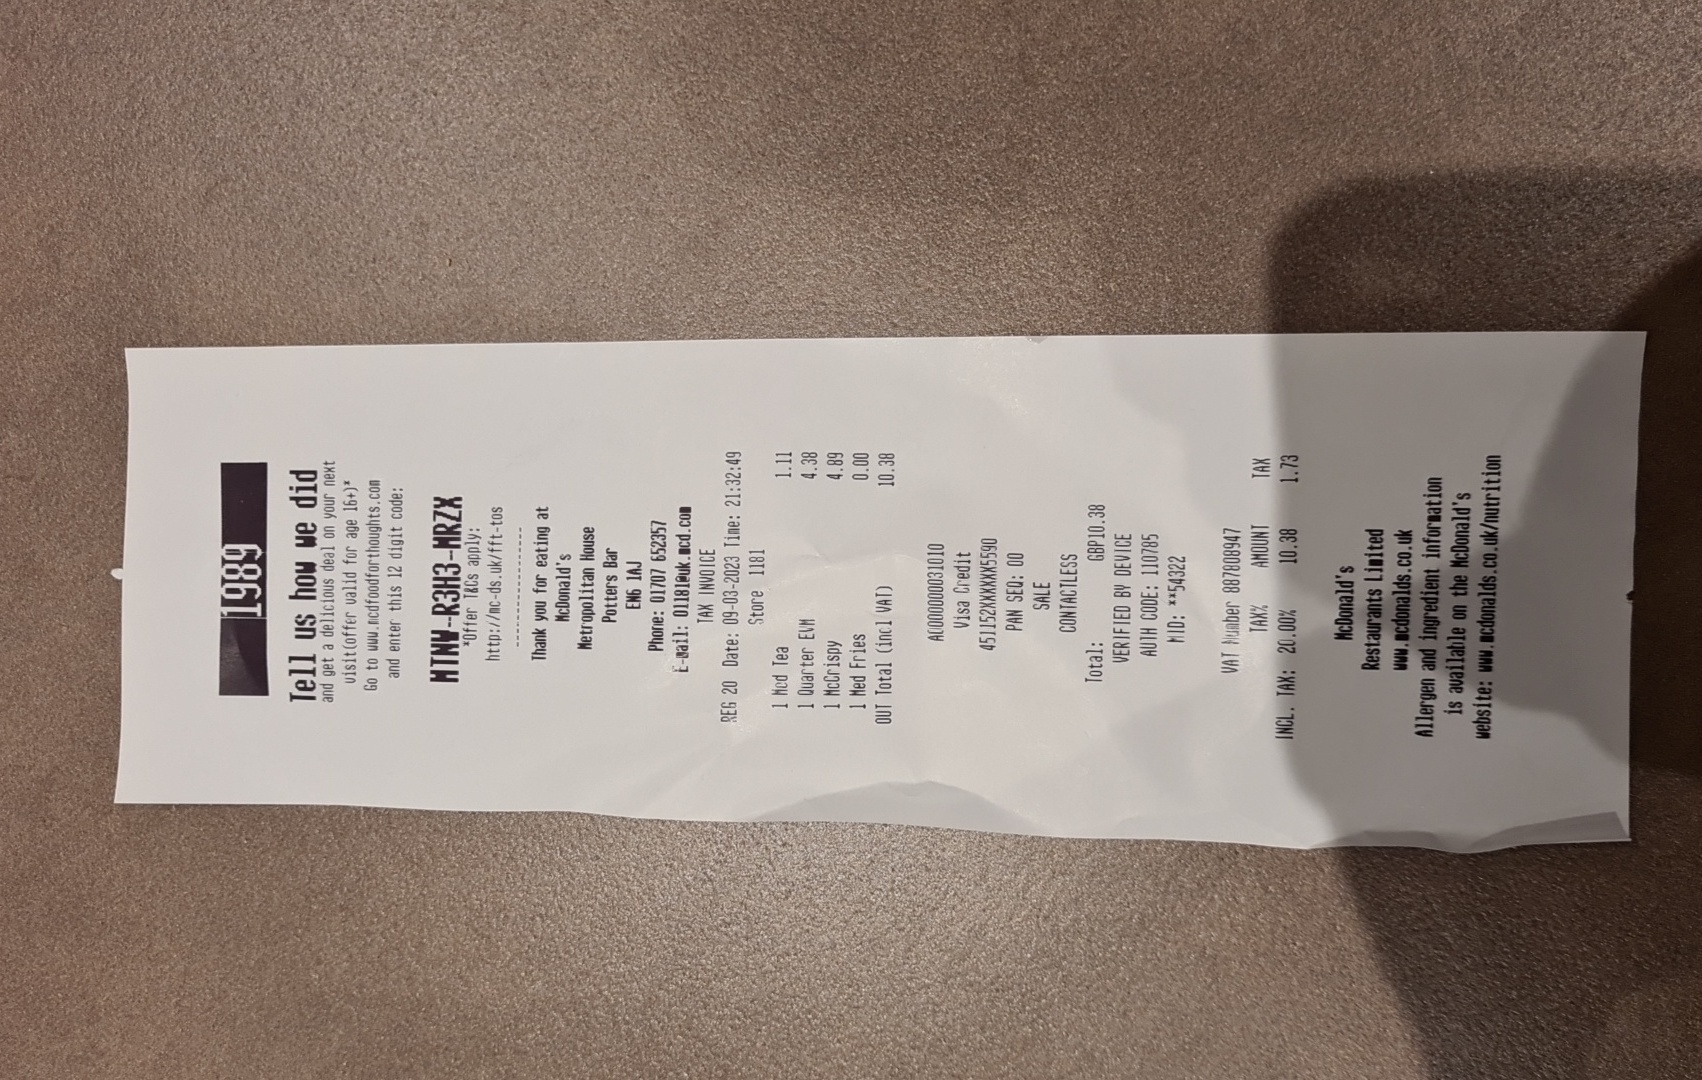 1989
Tell us how we did
and get a delicious deal on your next
visit(offer valid for age 16+)*
Go to www.mcdfoodforthoughts.com
and enter this 12 digit code:
MTNW-R3H3-MRZX
*Offer T&Cs apply:
http://mc-ds.uk/fft-tos
Thank you for eating at
McDonald's
Metropolitan House
Potters Bar
EN6 1AJ
Phone: 01707 652357
E-mail: 01181@uk.mcd.com
TAX INVOICE
REG 20 Date: 09-03-2023 Time: 21:32:49
Store 1181
1 Mcd Tea 1.11
1 Quarter EVM 4.38
1 McCrispy 4.89
1 Med Fries 0.00
OUT Total (incl VAT) 10.38
A0000000031010
Visa Credit
451152XXXXXX5590
PAN SEQ: 00
SALE
CONTACTLESS
Total: GBP10.38
VERIFIED BY DEVICE
AUTH CODE: 110785
MID: **54322
VAT Number 887808947
TAX% AMOUNT TAX
INCL. TAX: 20.00% 10.38 1.73
McDonald's
Restaurants Limited
www.mcdonalds.co.uk
Allergen and ingredient information
is available on the McDonald's
website: www.mcdonalds.co.uk/nutrition